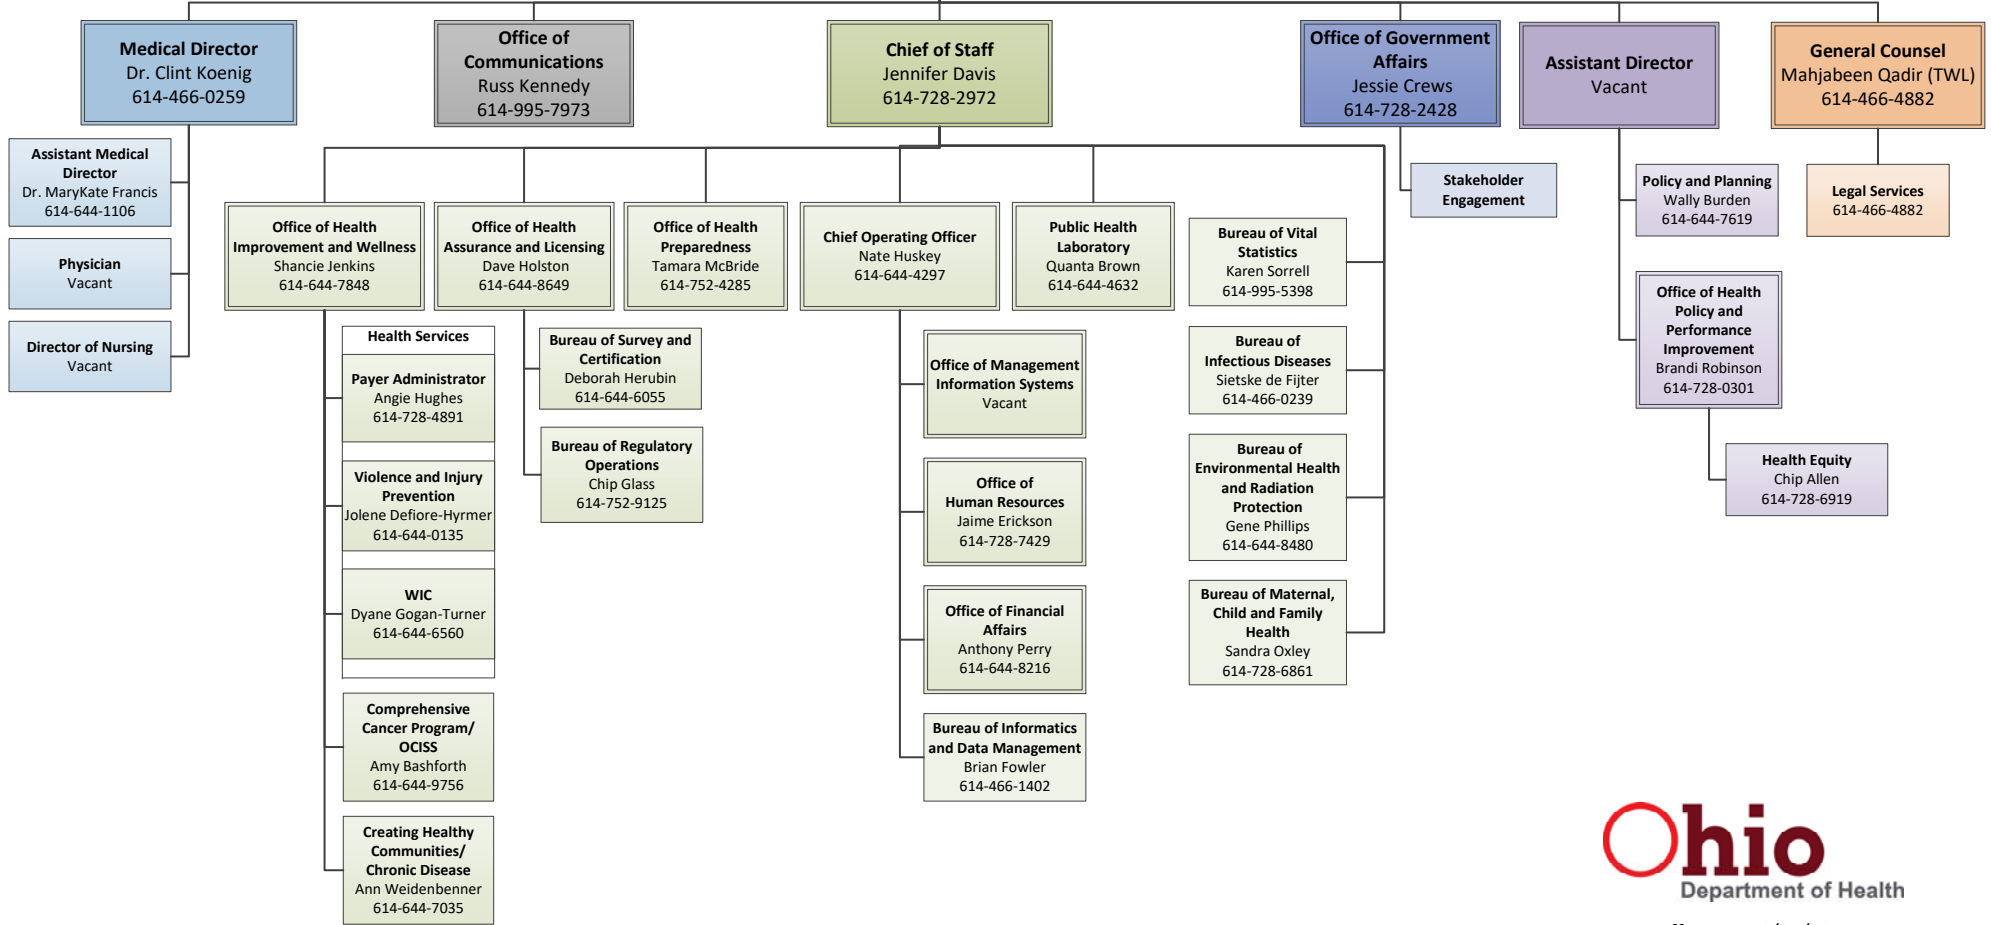 Medical Director
Dr. Clint Koenig
614-466-0259
Office of
Communications
Russ Kennedy
614-995-7973
Chief of Staff
Jennifer Davis
614-728-2972
Office of Government
Affairs
Jessie Crews
614-728-2428
Assistant Director
Vacant
General Counsel
Mahjabeen Qadir (TWL)
614-466-4882
Assistant Medical
Director
Dr. MaryKate Francis
614-644-1106
Physician
Vacant
Director of Nursing
Vacant
Office of Health
Improvement and Wellness
Shancie Jenkins
614-644-7848
Office of Health
Assurance and Licensing
Dave Holston
614-644-8649
Office of Health
Preparedness
Tamara McBride
614-752-4285
Chief Operating Officer
Nate Huskey
614-644-4297
Public Health
Laboratory
Quanta Brown
614-644-4632
Bureau of Vital
Statistics
Karen Sorrell
614-995-5398
Bureau of
Infectious Diseases
Sietske de Fijter
614-466-0239
Bureau of
Environmental Health
and Radiation
Protection
Gene Phillips
614-644-8480
Bureau of Maternal,
Child and Family
Health
Sandra Oxley
614-728-6861
Stakeholder
Engagement
Policy and Planning
Wally Burden
614-644-7619
Office of Health
Policy and
Performance
Improvement
Brandi Robinson
614-728-0301
Health Equity
Chip Allen
614-728-6919
Legal Services
614-466-4882
Health Services
Payer Administrator
Angie Hughes
614-728-4891
Violence and Injury
Prevention
Jolene Defiore-Hyrmer
614-644-0135
WIC
Dyane Gogan-Turner
614-644-6560
Comprehensive
Cancer Program/
OCISS
Amy Bashforth
614-644-9756
Creating Healthy
Communities/
Chronic Disease
Ann Weidenbenner
614-644-7035
Bureau of Survey and
Certification
Deborah Herubin
614-644-6055
Bureau of Regulatory
Operations
Chip Glass
614-752-9125
Office of Management
Information Systems
Vacant
Office of
Human Resources
Jaime Erickson
614-728-7429
Office of Financial
Affairs
Anthony Perry
614-644-8216
Bureau of Informatics
and Data Management
Brian Fowler
614-466-1402
Ohio
Department of Health